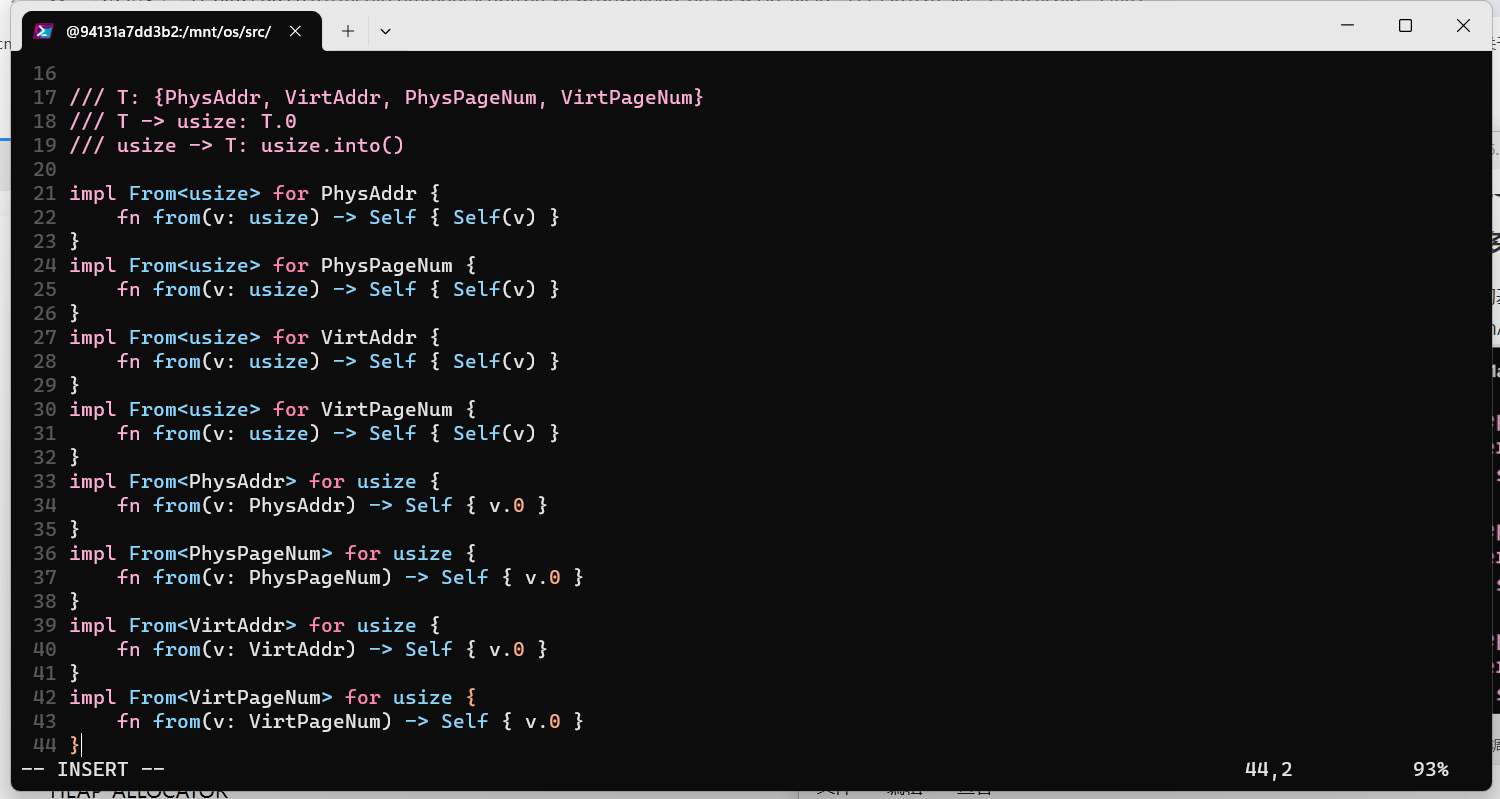 @94131a7dd3b2:/mnt/os/src/
16
17 /// T: {PhysAddr, VirtAddr, PhysPageNum, VirtPageNum}
18 /// T -> usize: T.0
19 /// usize -> T: usize.into()
20
21 impl From<usize> for PhysAddr {
22     fn from(v: usize) -> Self { Self(v) }
23 }
24 impl From<usize> for PhysPageNum {
25     fn from(v: usize) -> Self { Self(v) }
26 }
27 impl From<usize> for VirtAddr {
28     fn from(v: usize) -> Self { Self(v) }
29 }
30 impl From<usize> for VirtPageNum {
31     fn from(v: usize) -> Self { Self(v) }
32 }
33 impl From<PhysAddr> for usize {
34     fn from(v: PhysAddr) -> Self { v.0 }
35 }
36 impl From<PhysPageNum> for usize {
37     fn from(v: PhysPageNum) -> Self { v.0 }
38 }
39 impl From<VirtAddr> for usize {
40     fn from(v: VirtAddr) -> Self { v.0 }
41 }
42 impl From<VirtPageNum> for usize {
43     fn from(v: VirtPageNum) -> Self { v.0 }
44 }
-- INSERT -- 44,2 93%
HEAP ALLOCATOR